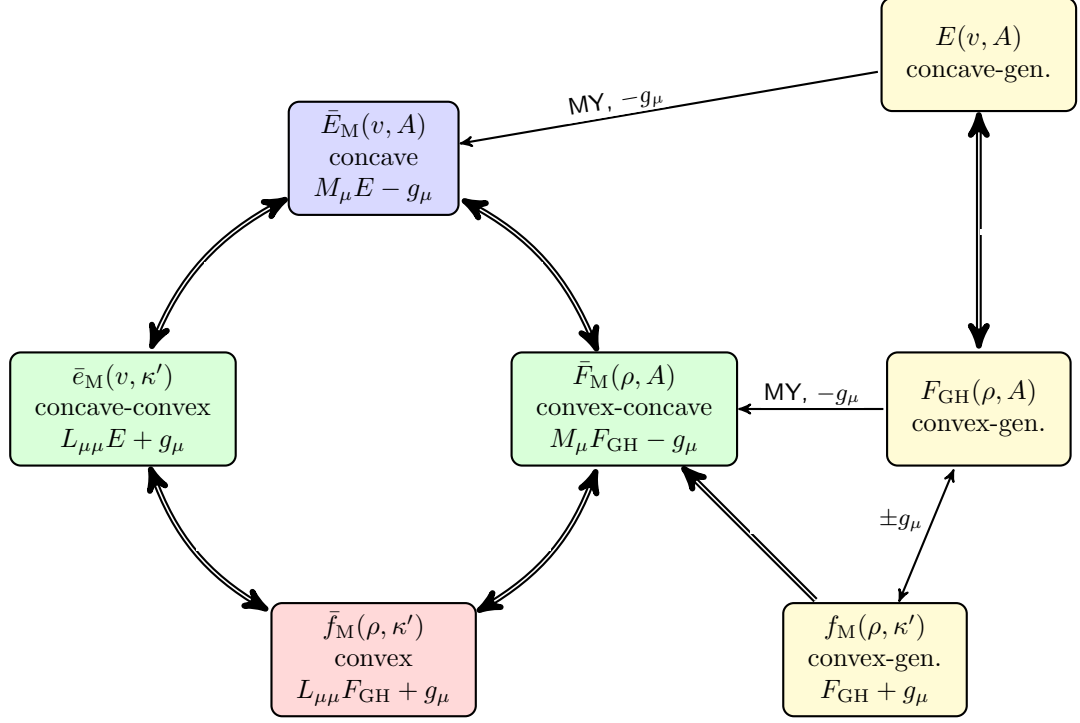 E(v, A)
concave-gen.
MY, −g_μ
Ē_M(v, A)
concave
M_μE − g_μ
ē_M(v, κ′)
concave-convex
L_μμE + g_μ
F̄_M(ρ, A)
convex-concave
M_μF_GH − g_μ
MY, −g_μ
F_GH(ρ, A)
convex-gen.
±g_μ
f̄_M(ρ, κ′)
convex
L_μμF_GH + g_μ
f_M(ρ, κ′)
convex-gen.
F_GH + g_μ